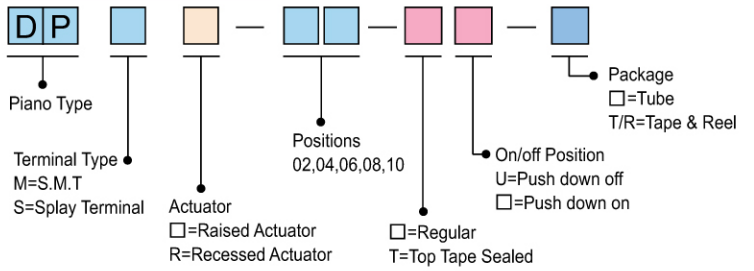 DP
Piano Type
Terminal Type
M=S.M.T
S=Splay Terminal
Actuator
□=Raised Actuator
R=Recessed Actuator
Positions
02,04,06,08,10
□=Regular
T=Top Tape Sealed
On/off Position
U=Push down off
□=Push down on
Package
□=Tube
T/R=Tape & Reel